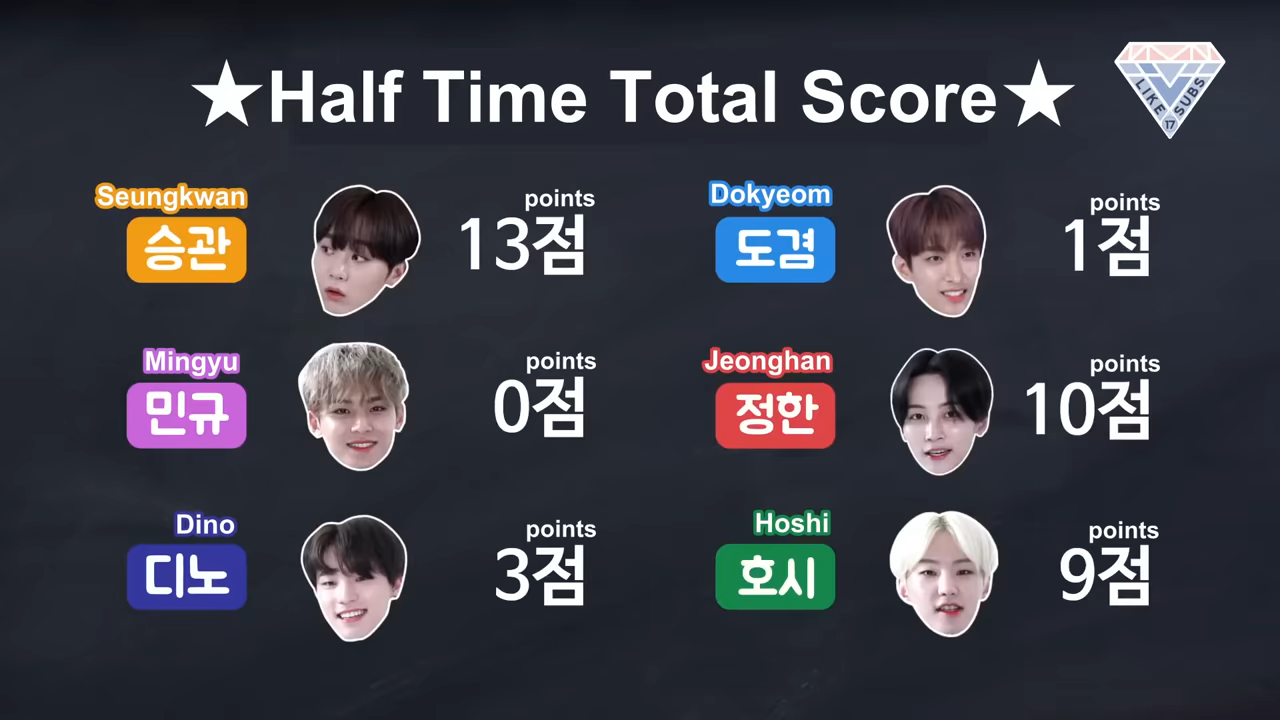 ★Half Time Total Score★
LIKE 17 SUBS
Seungkwan
승관
points
13점
Dokyeom
도겸
points
1점
Mingyu
민규
points
0점
Jeonghan
정한
points
10점
Dino
디노
points
3점
Hoshi
호시
points
9점